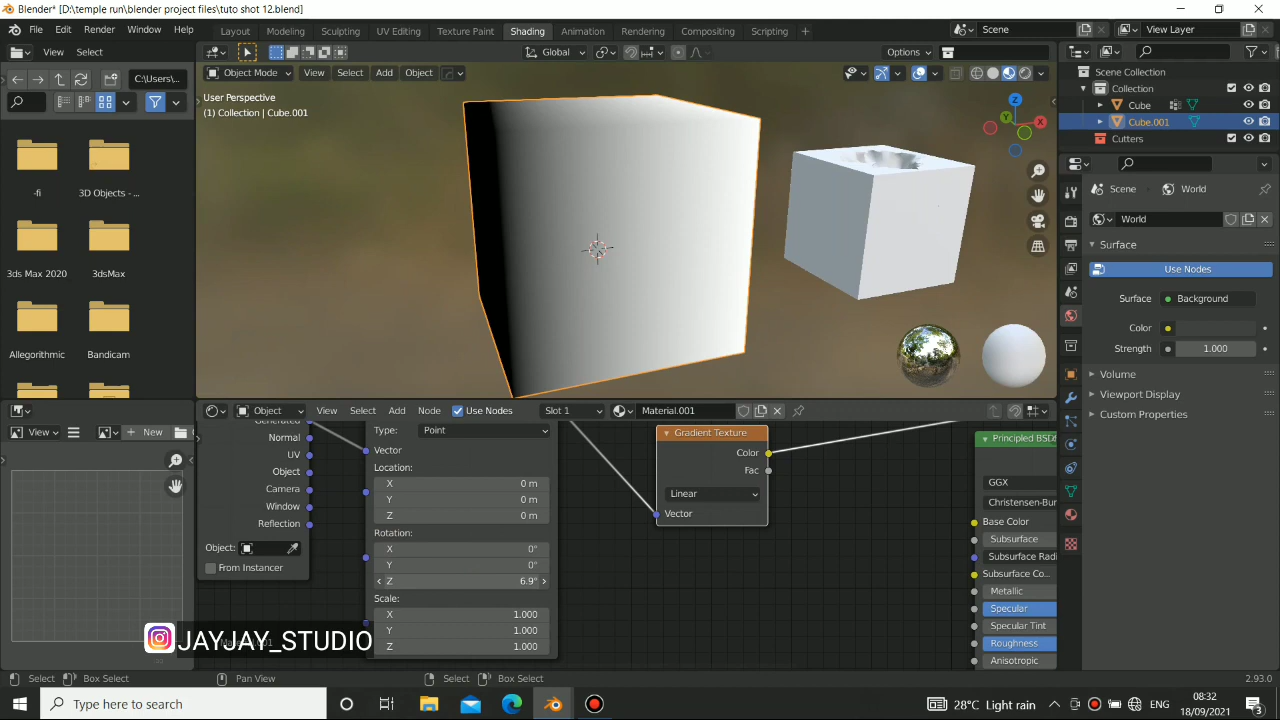 Blender* [D:\temple run\blender project files\tuto shot 12.blend]
File Edit Render Window Help Layout Modeling Sculpting UV Editing Texture Paint Shading Animation Rendering Compositing Scripting + Scene View Layer
View Select Global Options
C:\Users\... Object Mode View Select Add Object
User Perspective
(1) Collection | Cube.001
Z
Y
X
-fi 3D Objects - ...
3ds Max 2020 3dsMax
Allegorithmic Bandicam
Scene Collection
Collection
Cube
Cube.001
Cutters
Scene World
World
Surface
Use Nodes
Surface Background
Color
Strength 1.000
Volume
Viewport Display
Custom Properties
View + New Object View Select Add Node Use Nodes Slot 1 Material.001
Generated
Normal
UV
Object
Camera
Window
Reflection
Object:
From Instancer
Type: Point
Vector
Location:
X 0 m
Y 0 m
Z 0 m
Rotation:
X 0°
Y 0°
Z 6.9°
Scale:
X 1.000
Y 1.000
Z 1.000
Gradient Texture
Color
Fac
Linear
Vector
Principled BSDF
GGX
Christensen-Bur
Base Color
Subsurface
Subsurface Radi
Subsurface Co...
Metallic
Specular
Specular Tint
Roughness
Anisotropic
JAYJAY_STUDIO
Select Box Select Pan View Select Box Select 2.93.0
Type here to search 28°C Light rain ENG 08:32
18/09/2021 3